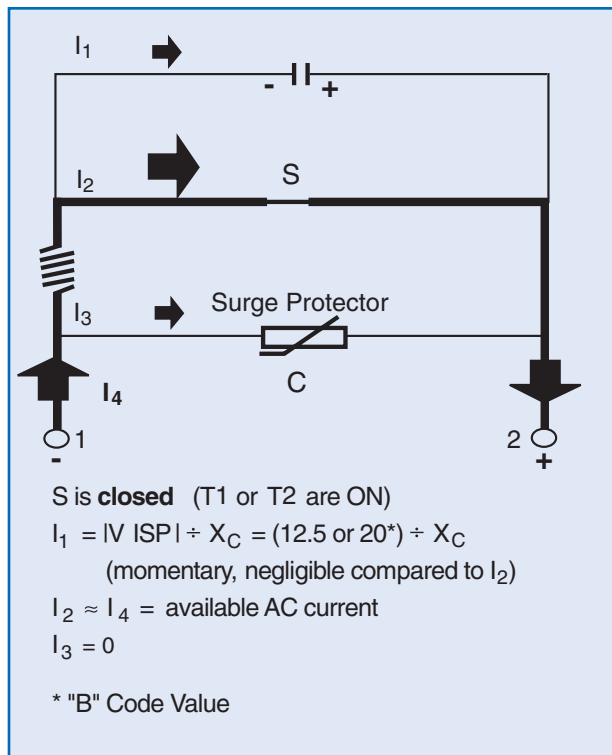 I1
- +
I2
S
Surge Protector
I3
C
I4
1
2
- +
S is closed (T1 or T2 are ON)
I1 = |V ISP| ÷ XC = (12.5 or 20*) ÷ XC
(momentary, negligible compared to I2)
I2 ≈ I4 = available AC current
I3 = 0
* "B" Code Value